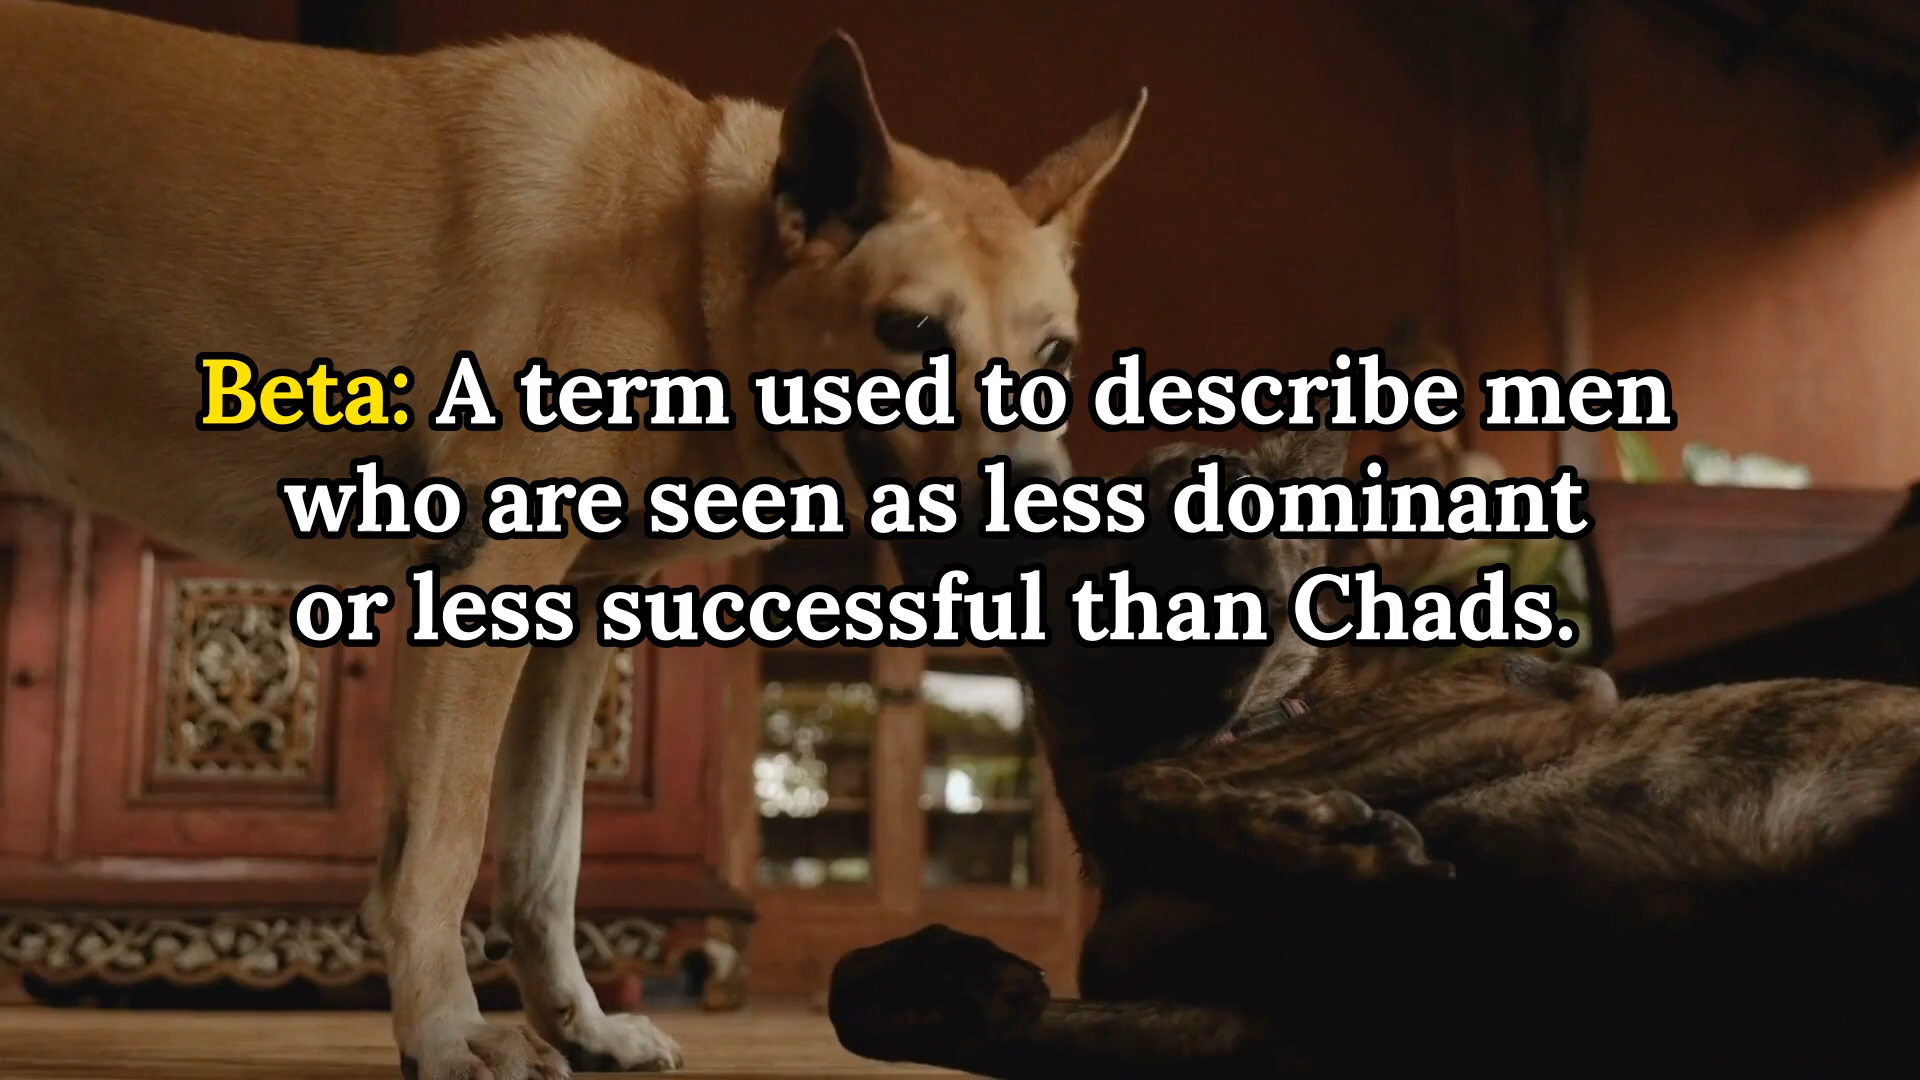 Beta: A term used to describe men
who are seen as less dominant
or less successful than Chads.